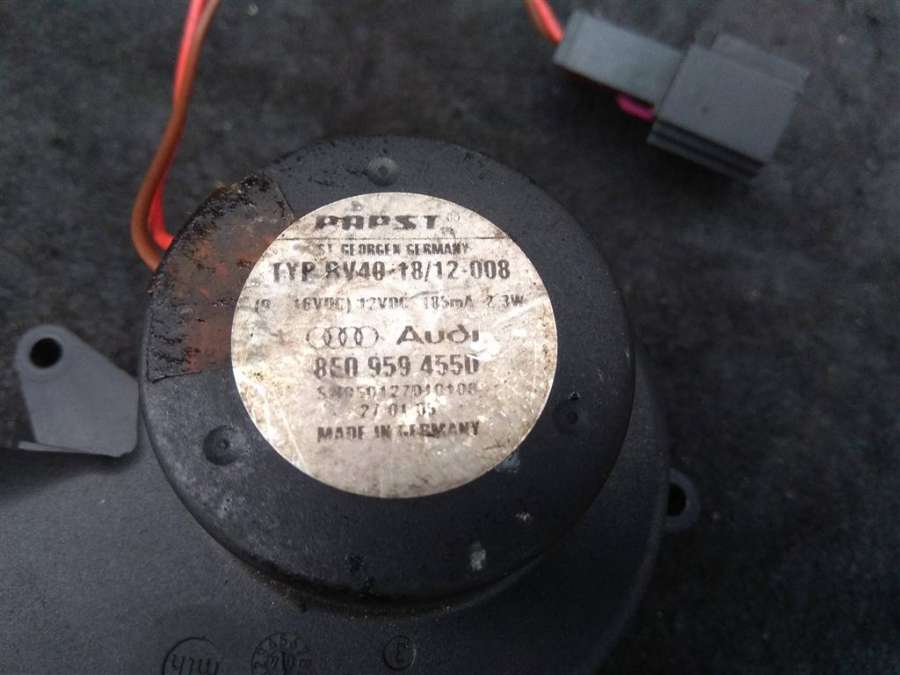 PAPST ®
ST. GEORGEN GERMANY
TYP RV40-18/12-008
16VDC) 12VDC 185mA 2.3W
Audi
8E0 959 455D
27.01.05
MADE IN GERMANY